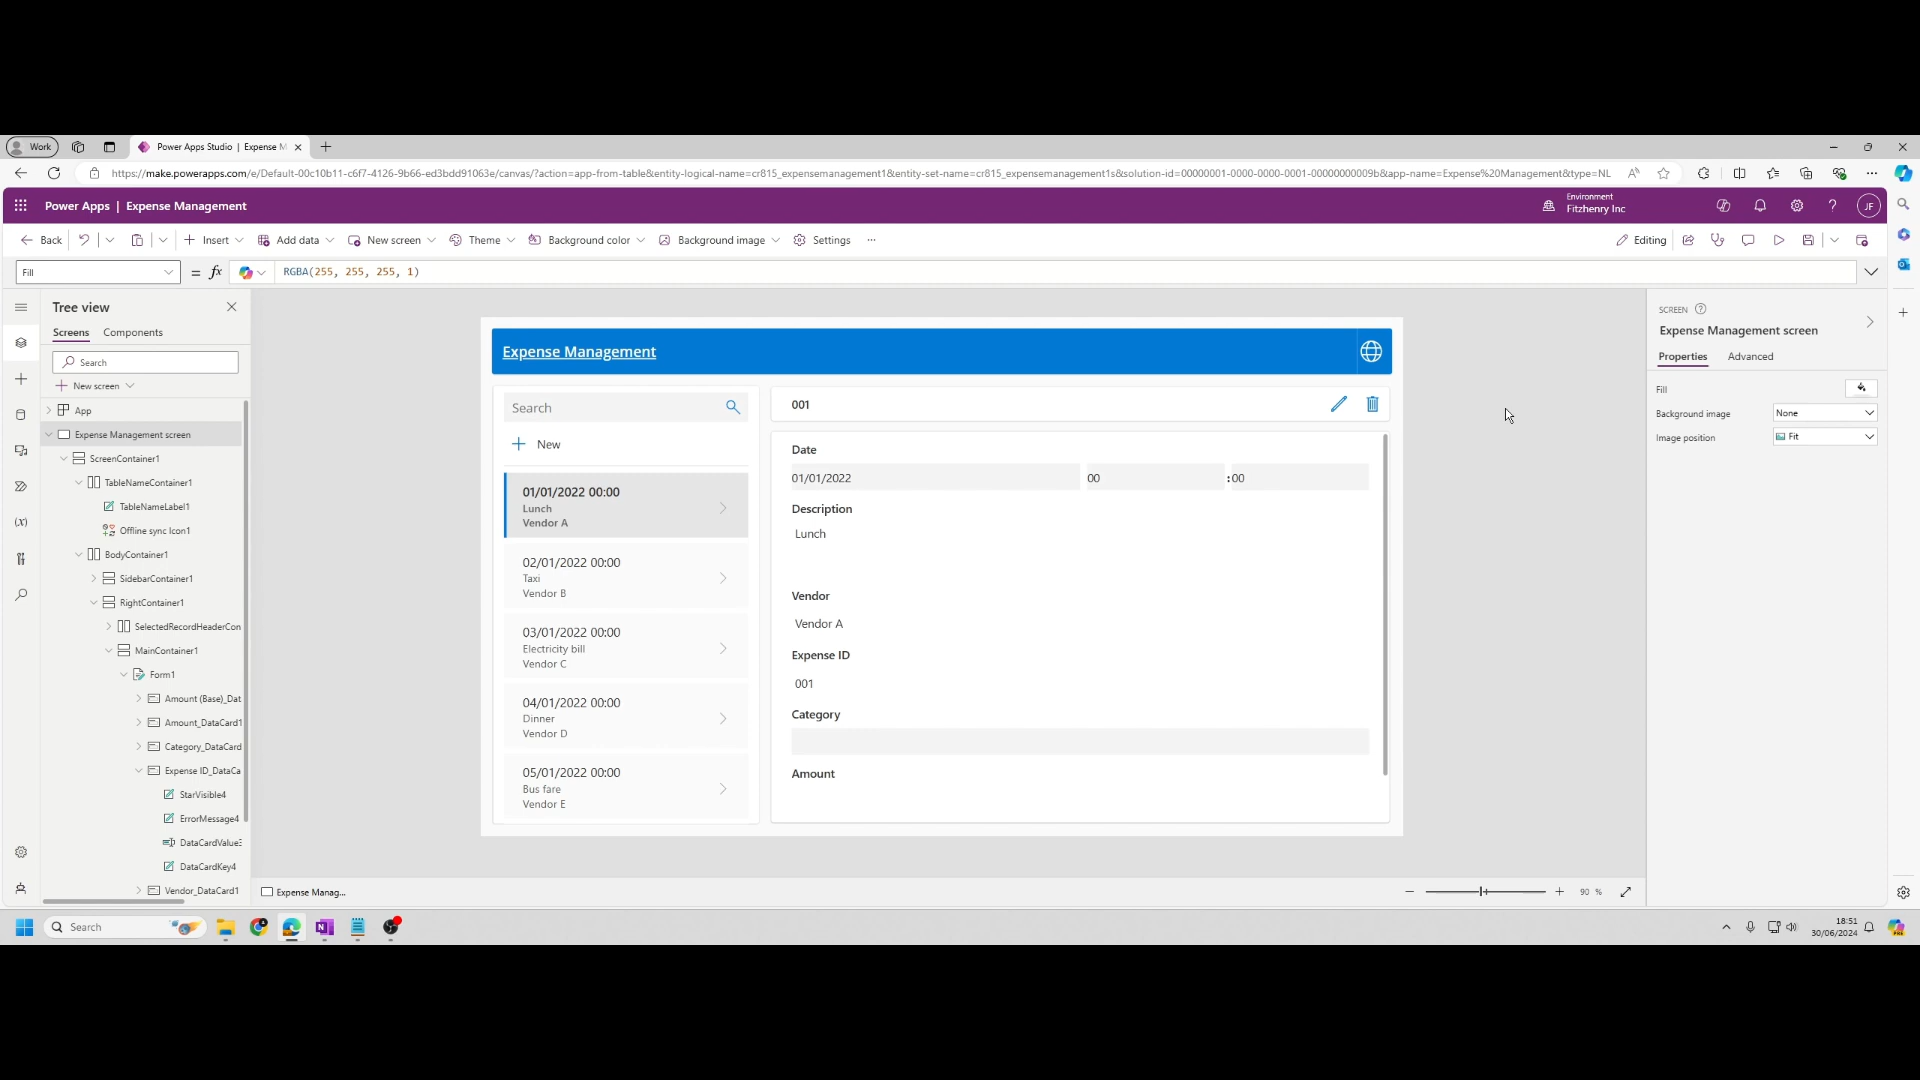 Work
Power Apps Studio | Expense M
https://make.powerapps.com/e/Default-00c10b11-c6f7-4126-9b66-ed3bdd91063e/canvas/?action=app-from-table&entity-logical-name=cr815_expensemanagement1&entity-set-name=cr815_expensemanagement1s&solution-id=00000001-0000-0000-0001-00000000009b&app-name=Expense%20Management&type=NL
Power Apps | Expense Management
Environment
Fitzhenry Inc
JF
Back
Insert
Add data
New screen
Theme
Background color
Background image
Settings
Editing
Fill
= fx
RGBA(255, 255, 255, 1)
Tree view
Screens
Components
Search
New screen
App
Expense Management screen
ScreenContainer1
TableNameContainer1
TableNameLabel1
Offline sync Icon1
BodyContainer1
SidebarContainer1
RightContainer1
SelectedRecordHeaderCon
MainContainer1
Form1
Amount (Base)_Dat
Amount_DataCard1
Category_DataCard
Expense ID_DataCa
StarVisible4
ErrorMessage4
DataCardValue3
DataCardKey4
Vendor_DataCard1
Expense Management
Search
New
01/01/2022 00:00
Lunch
Vendor A
02/01/2022 00:00
Taxi
Vendor B
03/01/2022 00:00
Electricity bill
Vendor C
04/01/2022 00:00
Dinner
Vendor D
05/01/2022 00:00
Bus fare
Vendor E
001
Date
01/01/2022
00
:00
Description
Lunch
Vendor
Vendor A
Expense ID
001
Category
Amount
SCREEN
Expense Management screen
Properties
Advanced
Fill
Background image
None
Image position
Fit
Expense Manag...
90 %
Search
18:51
30/06/2024